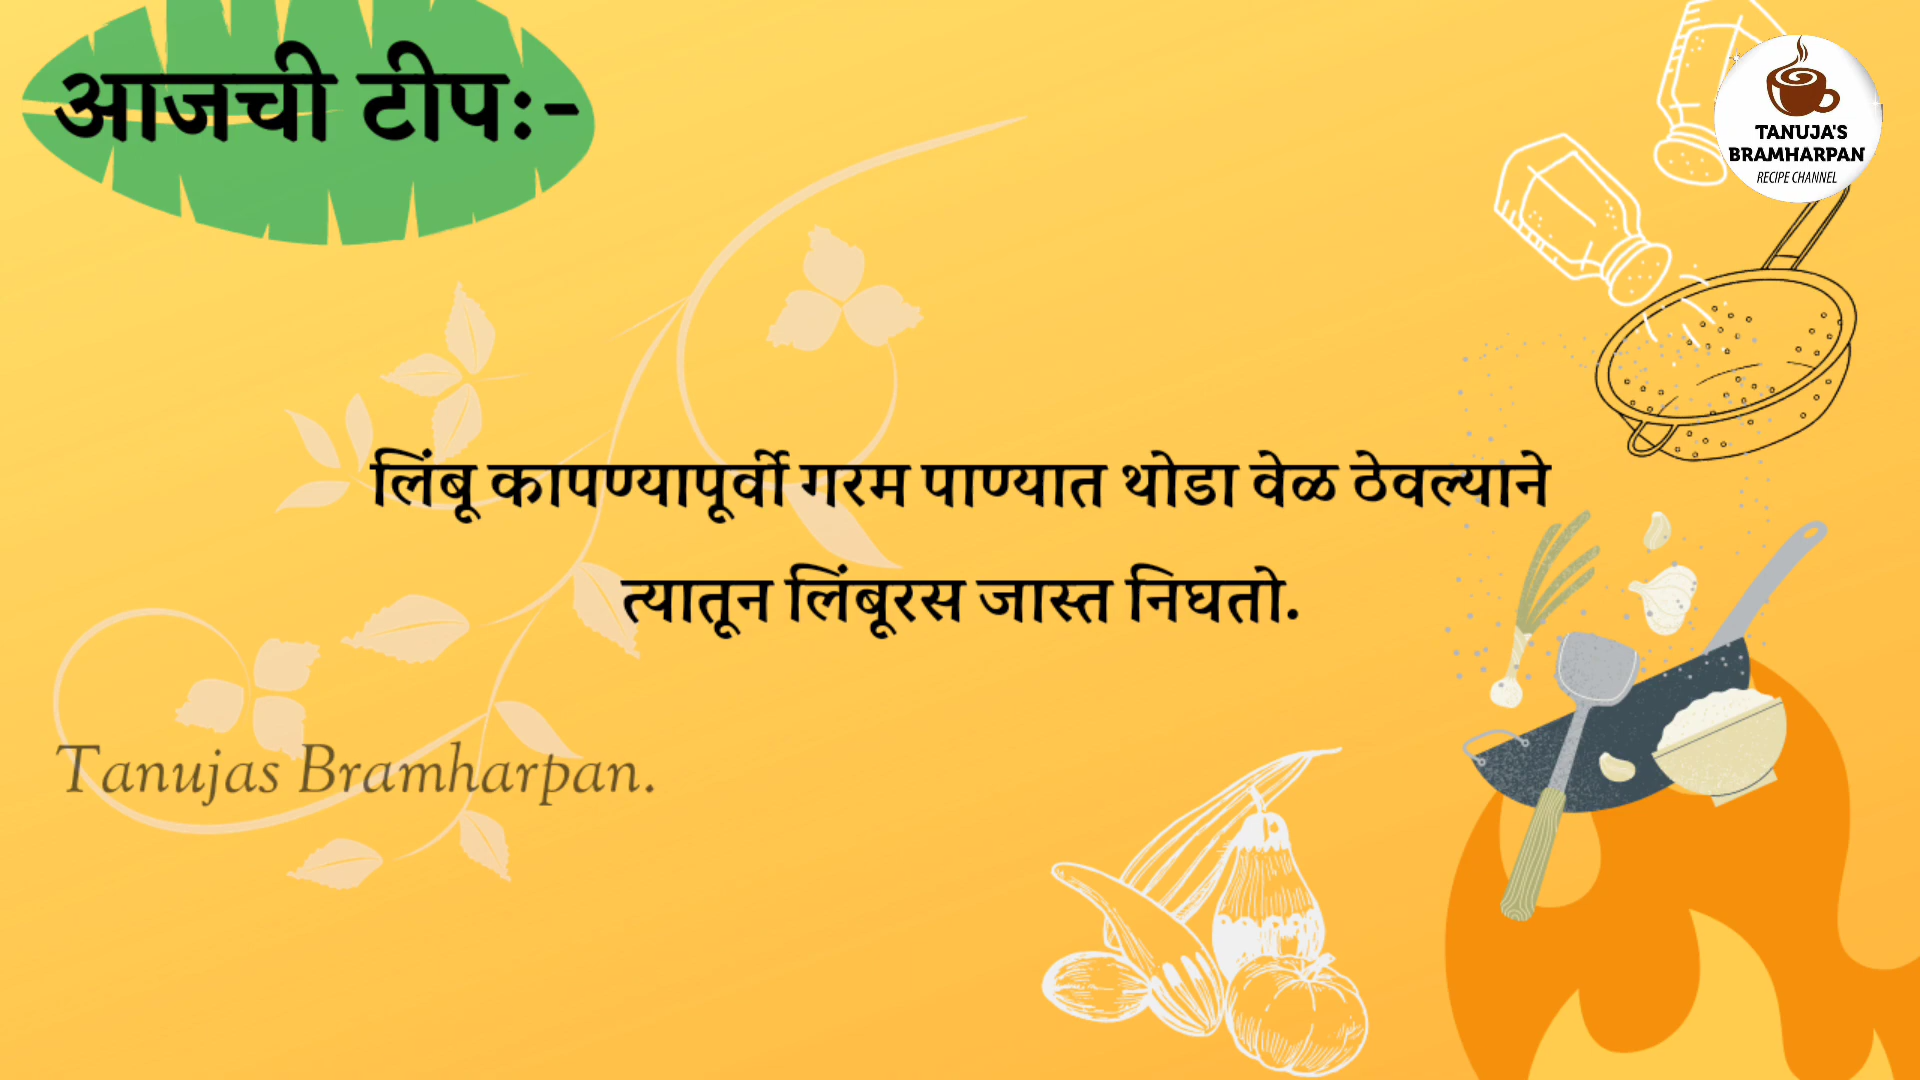 आजची टीपः-
TANUJA'S
BRAMHARPAN
RECIPE CHANNEL
लिंबू कापण्यापूर्वी गरम पाण्यात थोडा वेळ ठेवल्याने
त्यातून लिंबूरस जास्त निघतो.
Tanujas Bramharpan.